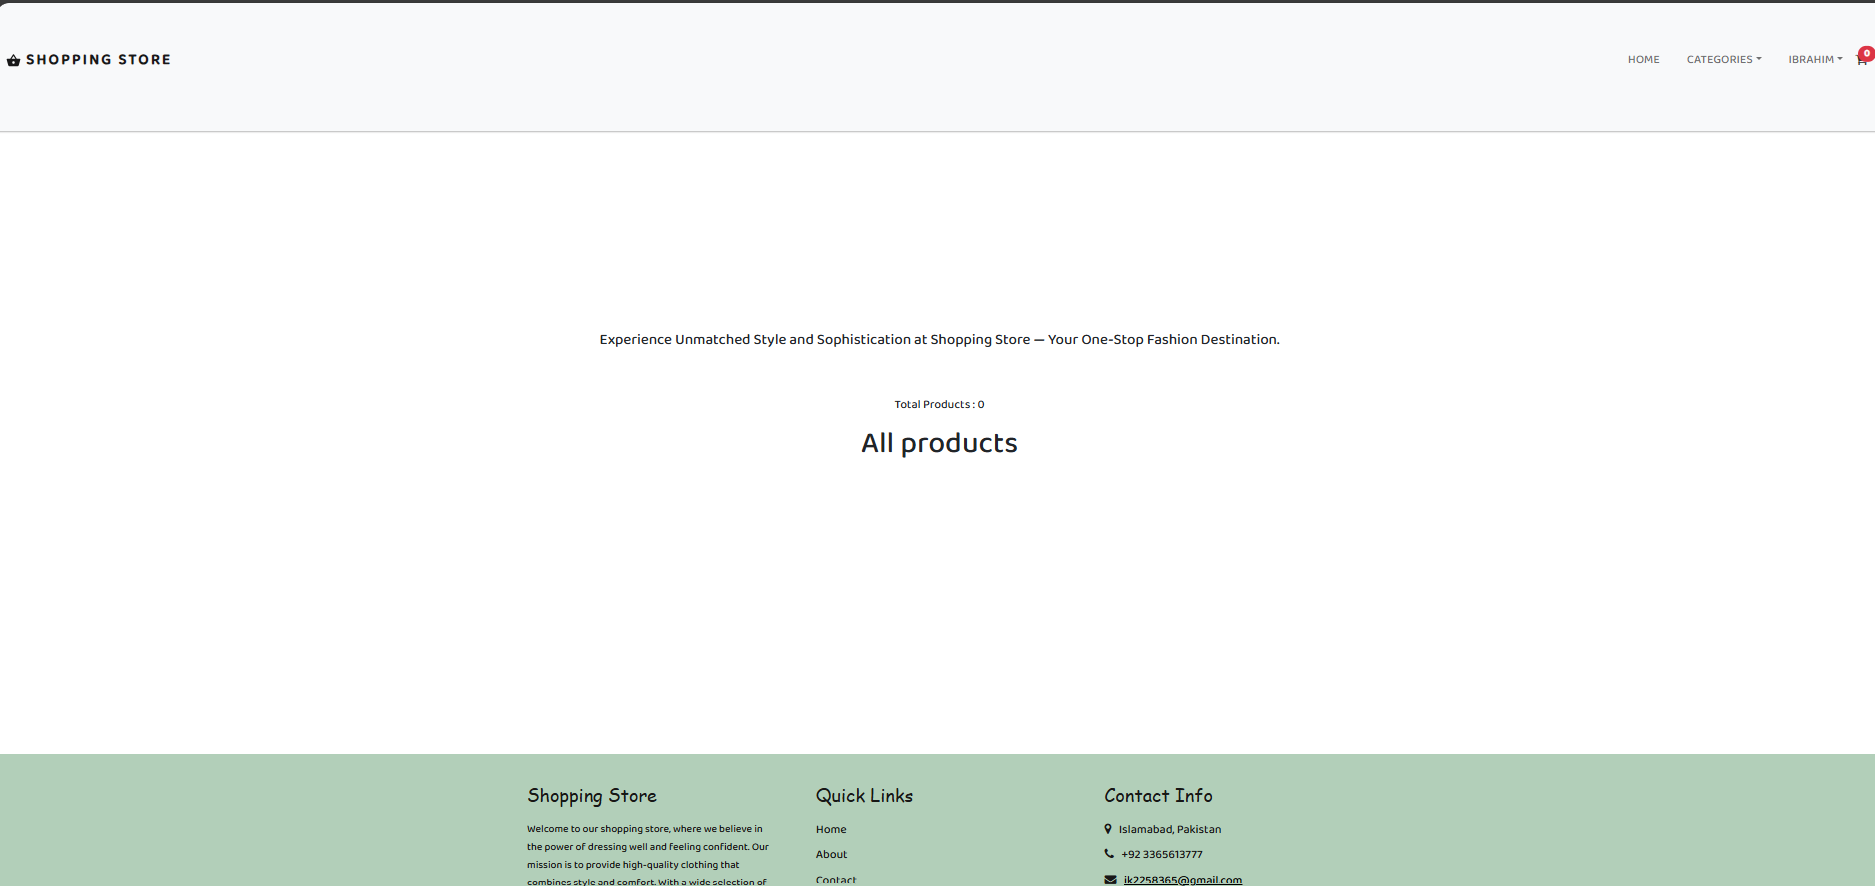 SHOPPING STORE
HOME
CATEGORIES
IBRAHIM
0
Experience Unmatched Style and Sophistication at Shopping Store — Your One-Stop Fashion Destination.
Total Products : 0
All products
Shopping Store
Welcome to our shopping store, where we believe in
the power of dressing well and feeling confident. Our
mission is to provide high-quality clothing that
combines style and comfort. With a wide selection of
Quick Links
Home
About
Contact
Contact Info
Islamabad, Pakistan
+92 3365613777
ik2258365@gmail.com